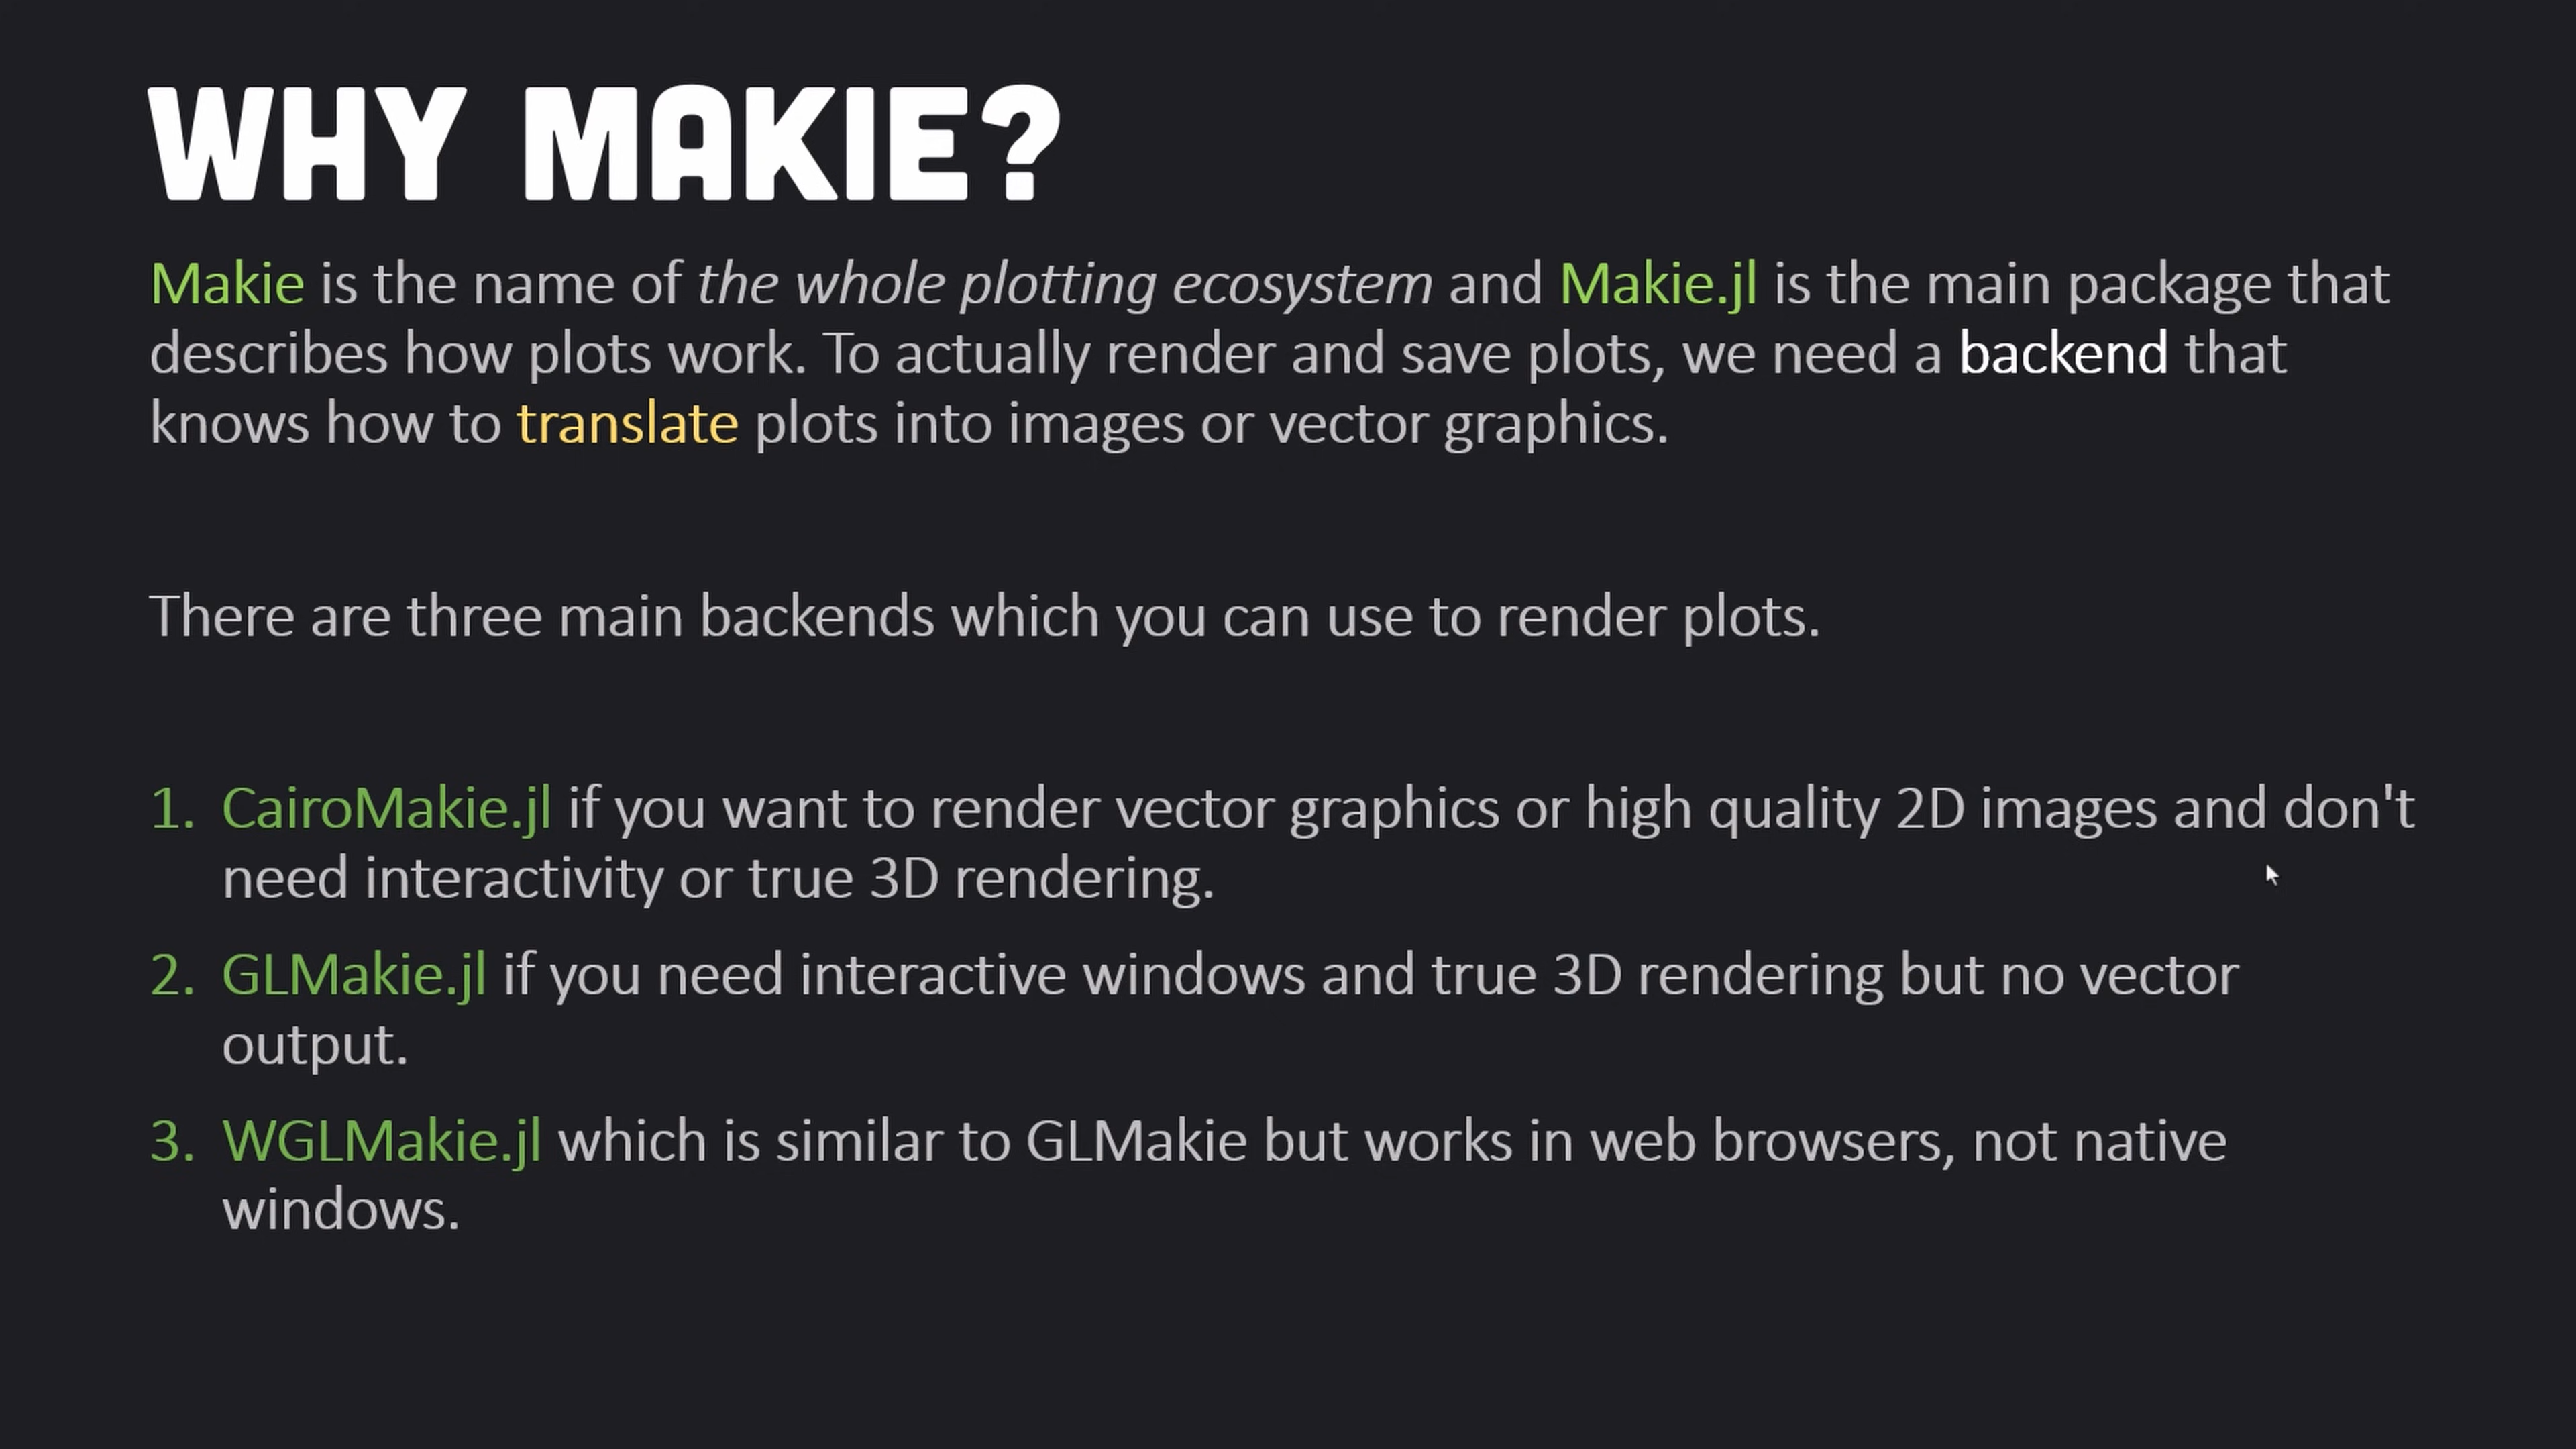 WHY MAKIE?
Makie is the name of the whole plotting ecosystem and Makie.jl is the main package that
describes how plots work. To actually render and save plots, we need a backend that
knows how to translate plots into images or vector graphics.
There are three main backends which you can use to render plots.
1. CairoMakie.jl if you want to render vector graphics or high quality 2D images and don't
need interactivity or true 3D rendering.
2. GLMakie.jl if you need interactive windows and true 3D rendering but no vector
output.
3. WGLMakie.jl which is similar to GLMakie but works in web browsers, not native
windows.